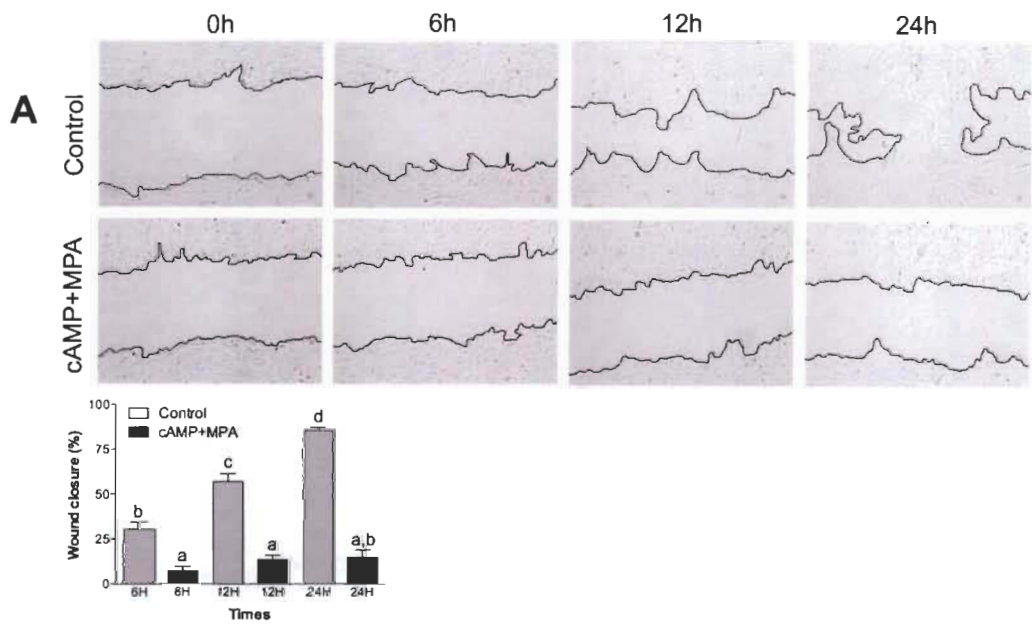 0h 6h 12h 24h
A
Control
cAMP+MPA
Control
cAMP+MPA
Wound closure (%)
100
75
50
25
0
b a c a d a,b
6H 6H 12H 12H 24H 24H
Times